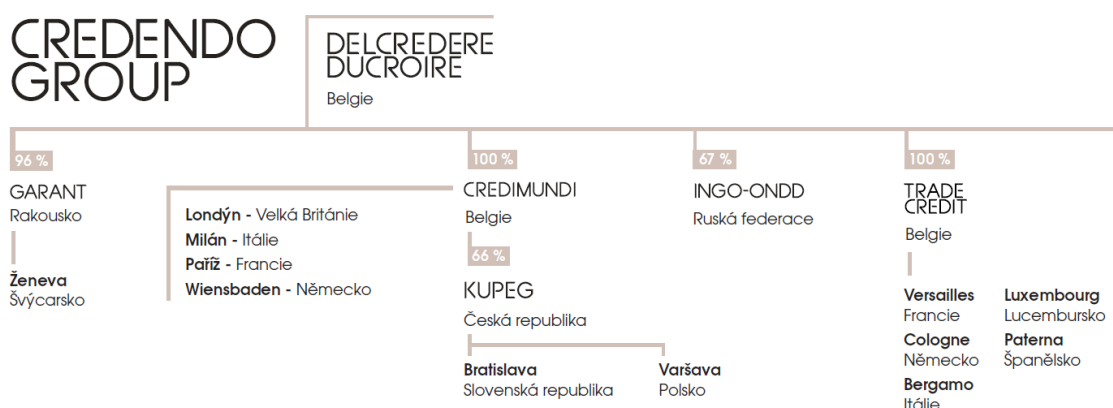 CREDENDO
GROUP
DELCREDERE
DUCROIRE
Belgie
96 %
GARANT
Rakousko
Ženeva
Švýcarsko
Londýn - Velká Británie
Milán - Itálie
Paříž - Francie
Wiensbaden - Německo
100 %
CREDIMUNDI
Belgie
66 %
KUPEG
Česká republika
Bratislava
Slovenská republika
Varšava
Polsko
67 %
INGO-ONDD
Ruská federace
100 %
TRADE
CREDIT
Belgie
Versailles
Francie
Cologne
Německo
Bergamo
Itálie
Luxembourg
Lucembursko
Paterna
Španělsko